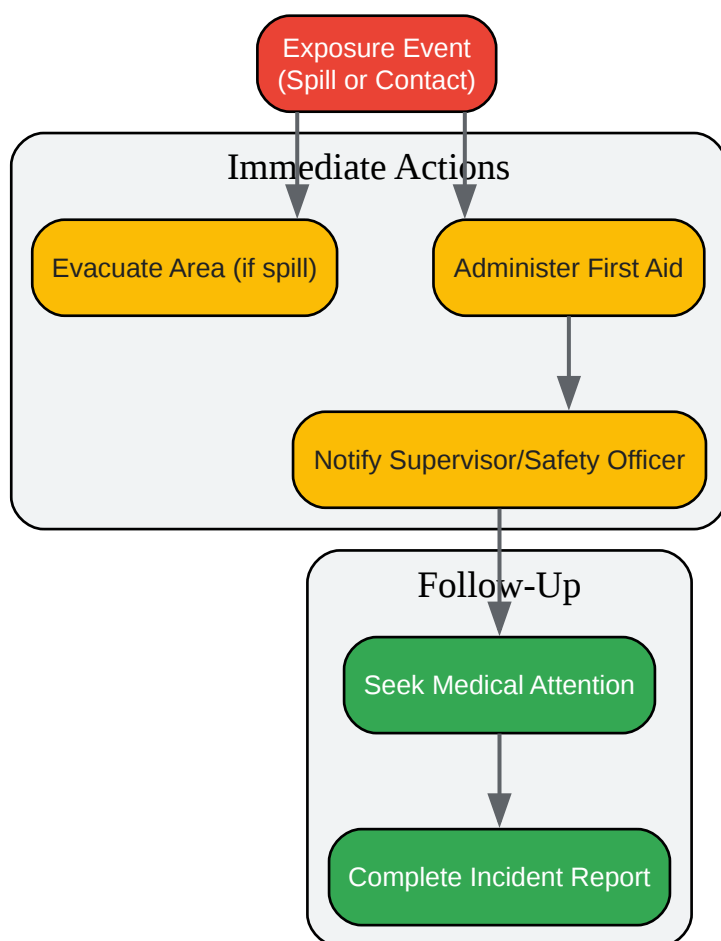 Exposure Event
(Spill or Contact)
Immediate Actions
Evacuate Area (if spill)
Administer First Aid
Notify Supervisor/Safety Officer
Follow-Up
Seek Medical Attention
Complete Incident Report